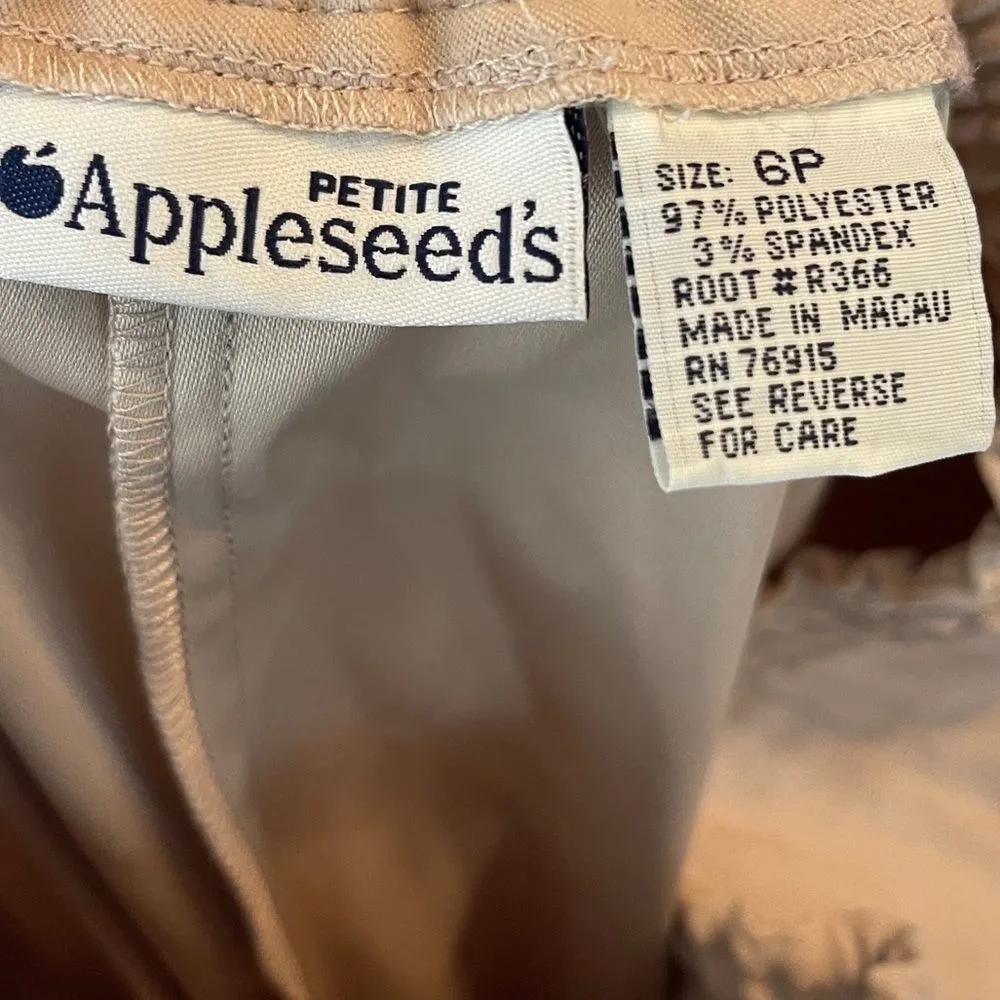 PETITE
Appleseed's
SIZE: 6P
97% POLYESTER
3% SPANDEX
ROOT #R366
MADE IN MACAU
RN 76915
SEE REVERSE
FOR CARE